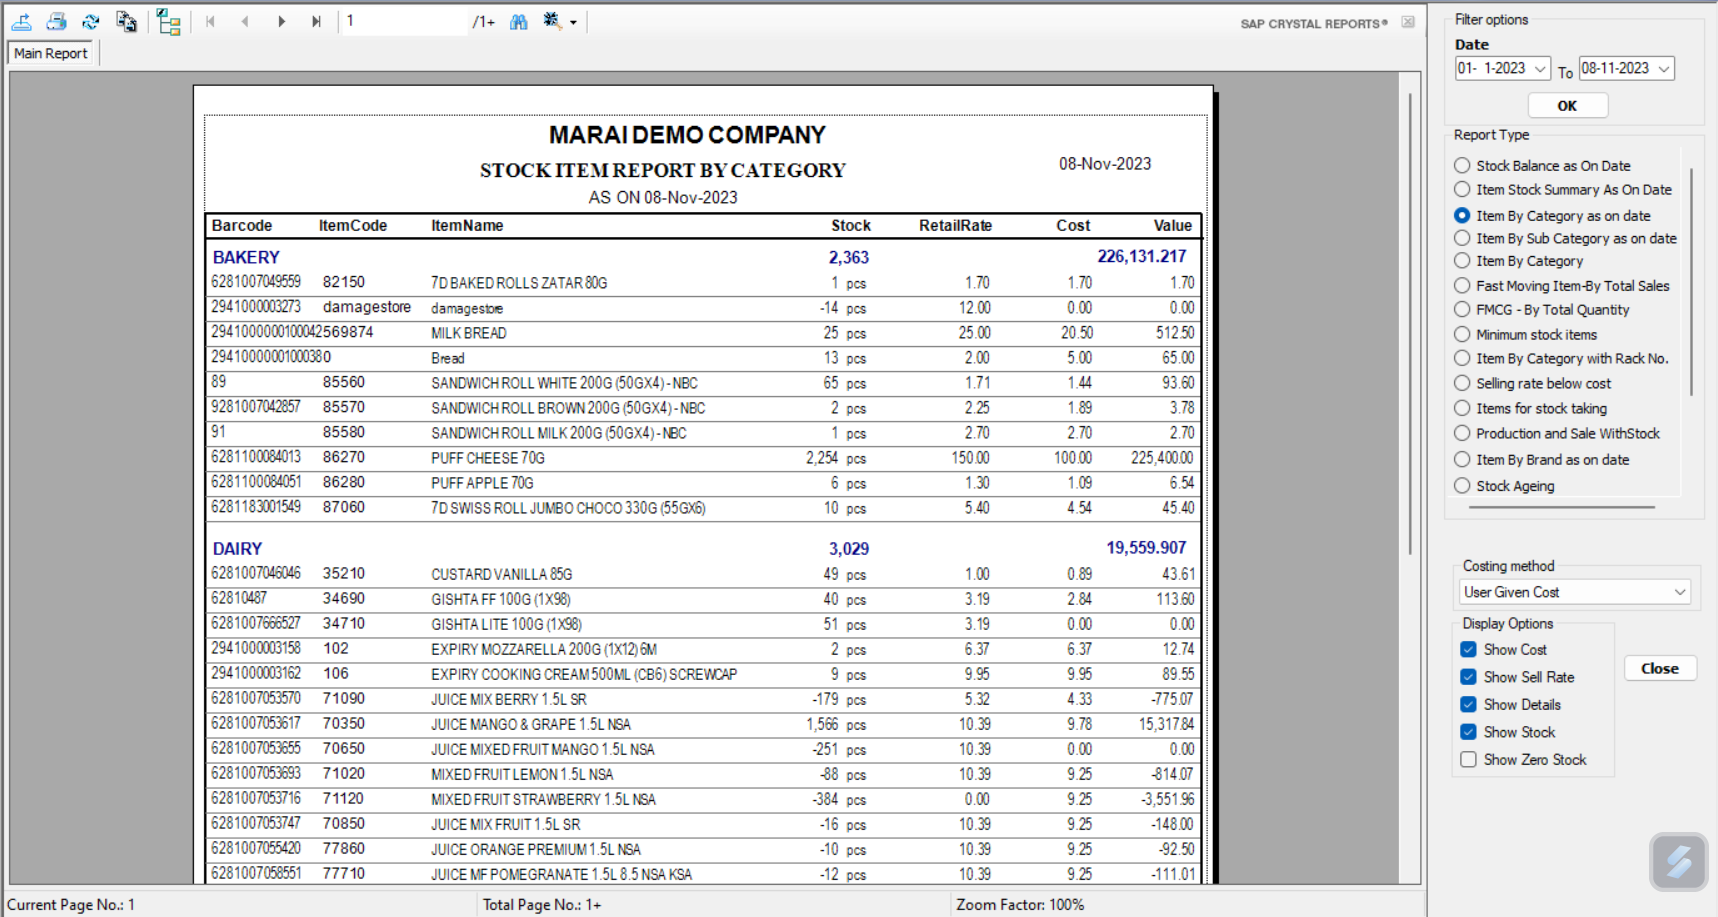 1 /1+ SAP CRYSTAL REPORTS®
Main Report
MARAI DEMO COMPANY
STOCK ITEM REPORT BY CATEGORY 08-Nov-2023
AS ON 08-Nov-2023
Barcode ItemCode ItemName Stock RetailRate Cost Value
BAKERY 2,363 226,131.217
6281007049559 82150 7D BAKED ROLLS ZATAR 80G 1 pcs 1.70 1.70 1.70
2941000003273 damagestore damagestore -14 pcs 12.00 0.00 0.00
2941000000100042569874 MILK BREAD 25 pcs 25.00 20.50 512.50
294100000010003 80 Bread 13 pcs 2.00 5.00 65.00
89 85560 SANDWICH ROLL WHITE 200G (50GX4) - NBC 65 pcs 1.71 1.44 93.60
9281007042857 85570 SANDWICH ROLL BROWN 200G (50GX4) - NBC 2 pcs 2.25 1.89 3.78
91 85580 SANDWICH ROLL MILK 200G (50GX4) - NBC 1 pcs 2.70 2.70 2.70
6281100084013 86270 PUFF CHEESE 70G 2,254 pcs 150.00 100.00 225,400.00
6281100084051 86280 PUFF APPLE 70G 6 pcs 1.30 1.09 6.54
6281183001549 87060 7D SWISS ROLL JUMBO CHOCO 330G (55GX6) 10 pcs 5.40 4.54 45.40
DAIRY 3,029 19,559.907
6281007046046 35210 CUSTARD VANILLA 85G 49 pcs 1.00 0.89 43.61
62810487 34690 GISHTA FF 100G (1X98) 40 pcs 3.19 2.84 113.60
6281007666527 34710 GISHTA LITE 100G (1X98) 51 pcs 3.19 0.00 0.00
2941000003158 102 EXPIRY MOZZARELLA 200G (1X12) 6M 2 pcs 6.37 6.37 12.74
2941000003162 106 EXPIRY COOKING CREAM 500ML (CB6) SCREWCAP 9 pcs 9.95 9.95 89.55
6281007053570 71090 JUICE MIX BERRY 1.5L SR -179 pcs 5.32 4.33 -775.07
6281007053617 70350 JUICE MANGO & GRAPE 1.5L NSA 1,566 pcs 10.39 9.78 15,317.84
6281007053655 70650 JUICE MIXED FRUIT MANGO 1.5L NSA -251 pcs 10.39 0.00 0.00
6281007053693 71020 MIXED FRUIT LEMON 1.5L NSA -88 pcs 10.39 9.25 -814.07
6281007053716 71120 MIXED FRUIT STRAWBERRY 1.5L NSA -384 pcs 0.00 9.25 -3,551.96
6281007053747 70850 JUICE MIX FRUIT 1.5L SR -16 pcs 10.39 9.25 -148.00
6281007055420 77860 JUICE ORANGE PREMIUM 1.5L NSA -10 pcs 10.39 9.25 -92.50
6281007058551 77710 JUICE MF POMEGRANATE 1.5L 8.5 NSA KSA -12 pcs 10.39 9.25 -111.01
Current Page No.: 1 Total Page No.: 1+ Zoom Factor: 100%
Filter options
Date
01- 1-2023 To 08-11-2023
OK
Report Type
Stock Balance as On Date
Item Stock Summary As On Date
Item By Category as on date
Item By Sub Category as on date
Item By Category
Fast Moving Item-By Total Sales
FMCG - By Total Quantity
Minimum stock items
Item By Category with Rack No.
Selling rate below cost
Items for stock taking
Production and Sale WithStock
Item By Brand as on date
Stock Ageing
Costing method
User Given Cost
Display Options
Show Cost
Show Sell Rate
Show Details
Show Stock
Show Zero Stock
Close